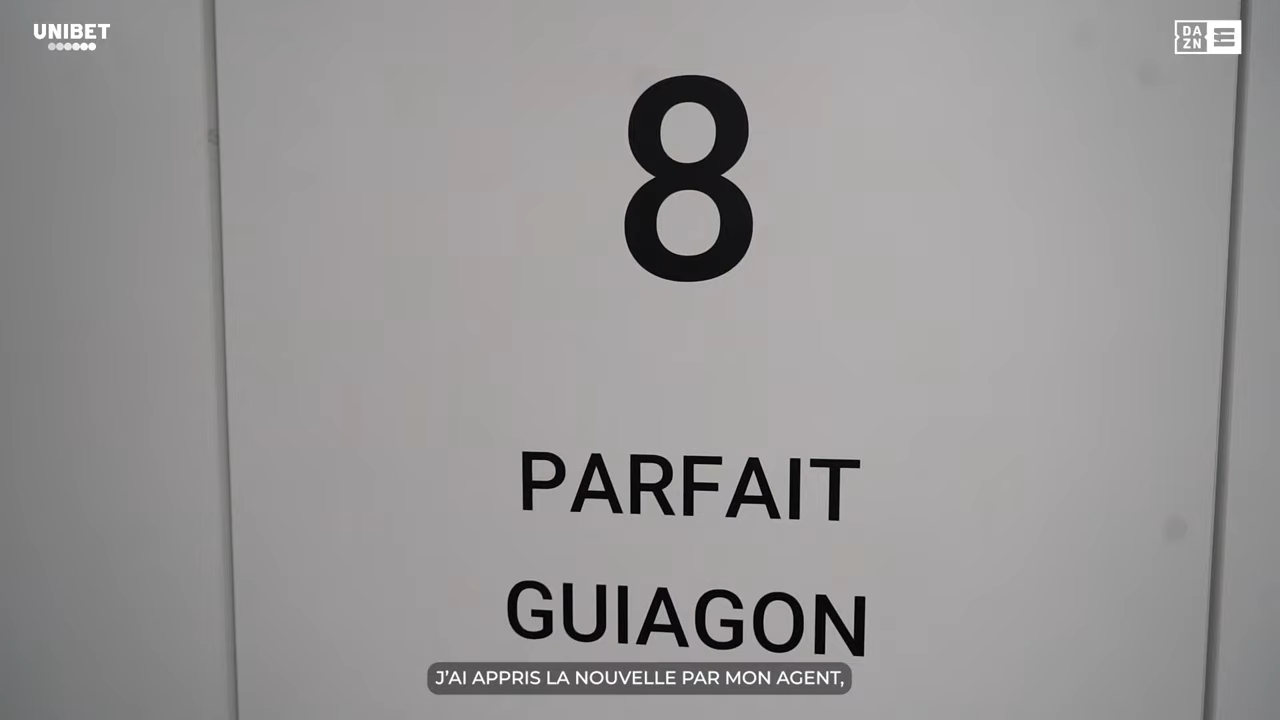 UNIBET
DA
ZN
8
PARFAIT
GUIAGON
J'AI APPRIS LA NOUVELLE PAR MON AGENT,